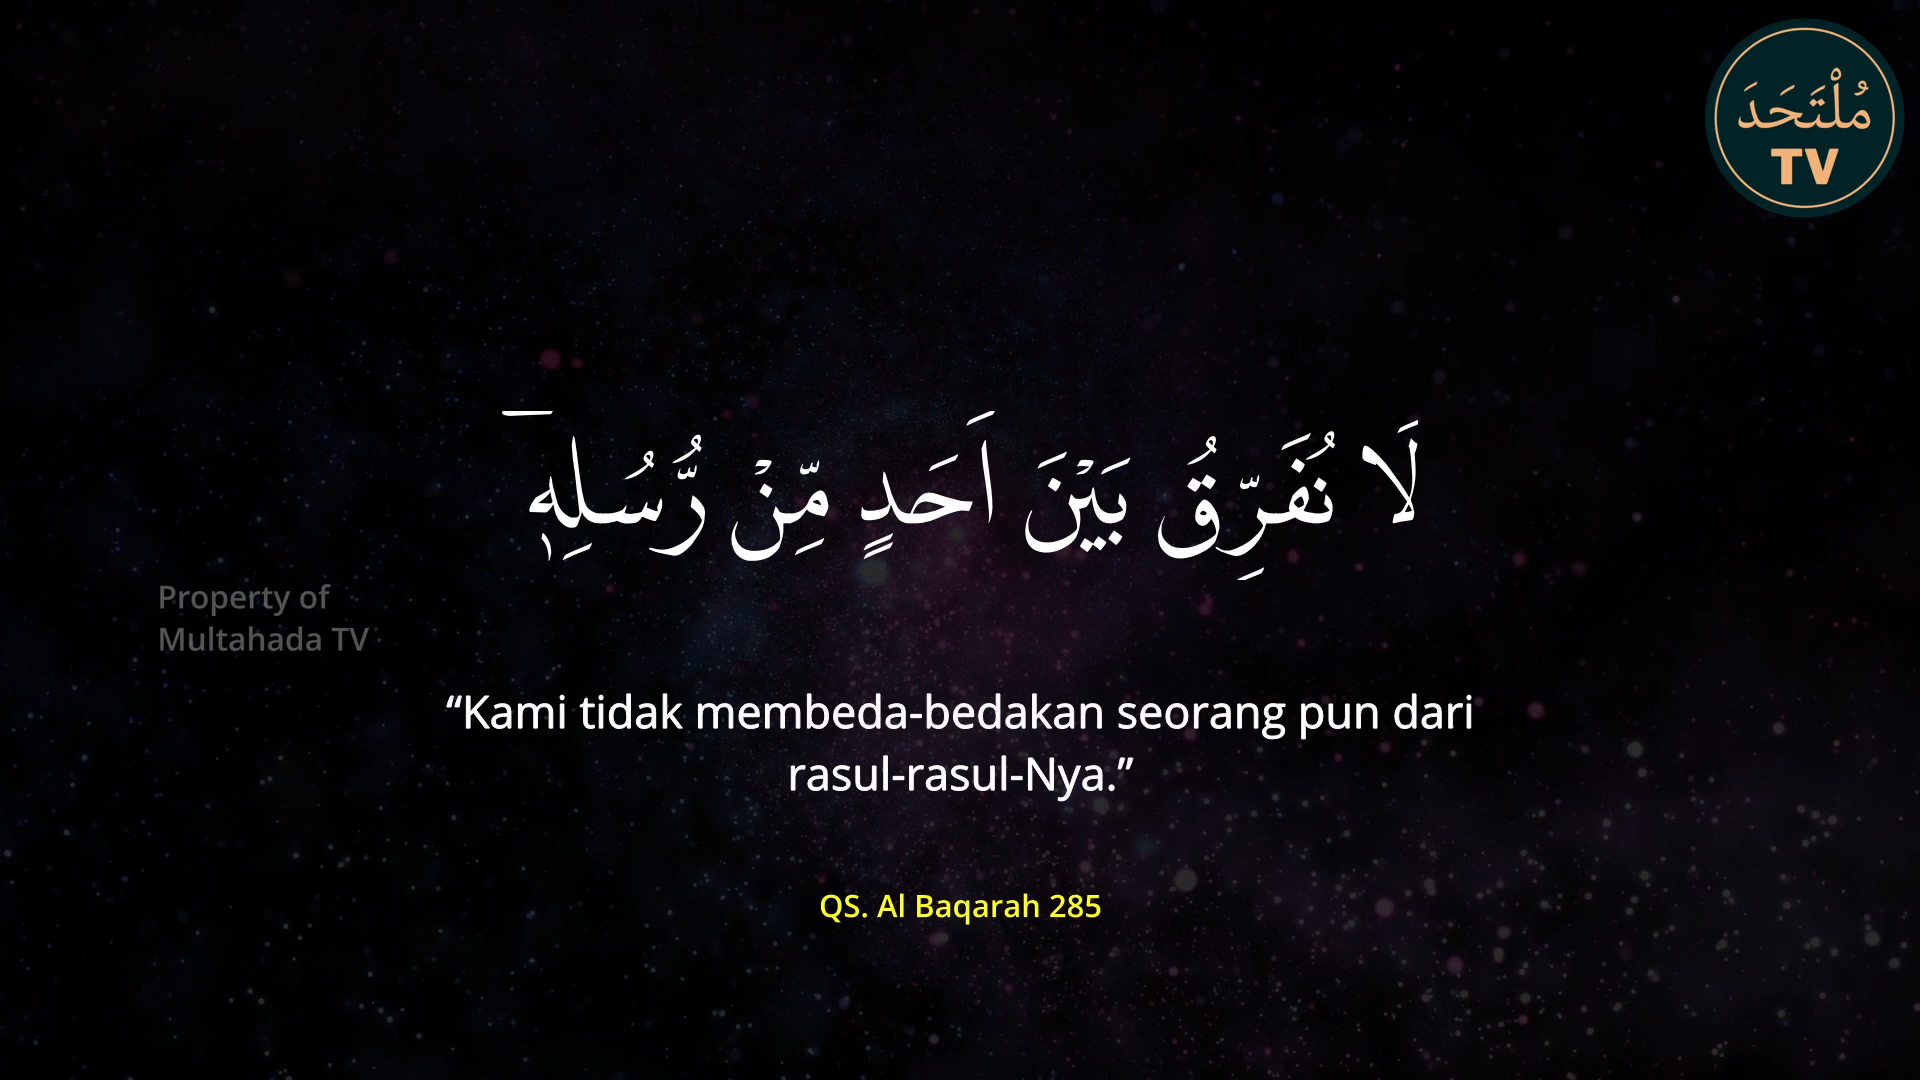 مُلْتَحَدَ
TV
لَا نُفَرِّقُ بَيْنَ اَحَدٍ مِّنْ رُّسُلِهٖۗ
Property of
Multahada TV
“Kami tidak membeda-bedakan seorang pun dari
rasul-rasul-Nya.”
QS. Al Baqarah 285